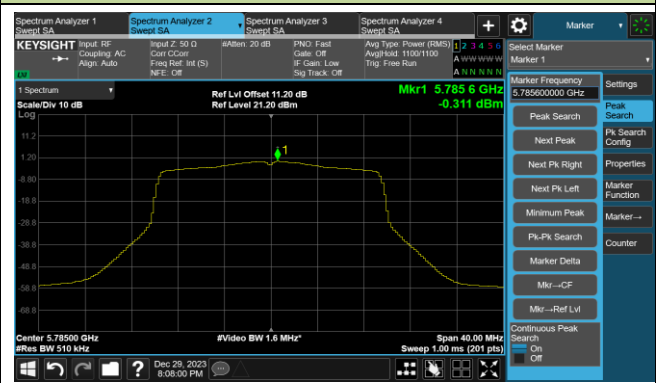 Spectrum Analyzer 1
Swept SA
Spectrum Analyzer 2
Swept SA
Spectrum Analyzer 3
Swept SA
Spectrum Analyzer 4
Swept SA
+
Marker
KEYSIGHT
Input: RF
Coupling: AC
Align: Auto
Input Z: 50 Ω
Corr CCorr
Freq Ref: Int (S)
NFE: Off
#Atten: 20 dB
PNO: Fast
Gate: Off
IF Gain: Low
Sig Track: Off
Avg Type: Power (RMS)
Avg|Hold: 1100/1100
Trig: Free Run
1 2 3 4 5 6
A W W W W W
A N N N N N
LXI
1 Spectrum
Scale/Div 10 dB
Log
Ref Lvl Offset 11.20 dB
Ref Level 21.20 dBm
Mkr1 5.785 6 GHz
-0.311 dBm
1
11.2
1.20
-8.80
-18.8
-28.8
-38.8
-48.8
-58.8
-68.8
Center 5.78500 GHz
#Res BW 510 kHz
#Video BW 1.6 MHz*
Span 40.00 MHz
Sweep 1.00 ms (201 pts)
Select Marker
Marker 1
Marker Frequency
5.785600000 GHz
Peak Search
Next Peak
Next Pk Right
Next Pk Left
Minimum Peak
Pk-Pk Search
Marker Delta
Mkr→CF
Mkr→Ref Lvl
Continuous Peak
Search
On
Off
Settings
Peak
Search
Pk Search
Config
Properties
Marker
Function
Marker→
Counter
?
Dec 29, 2023
8:08:00 PM